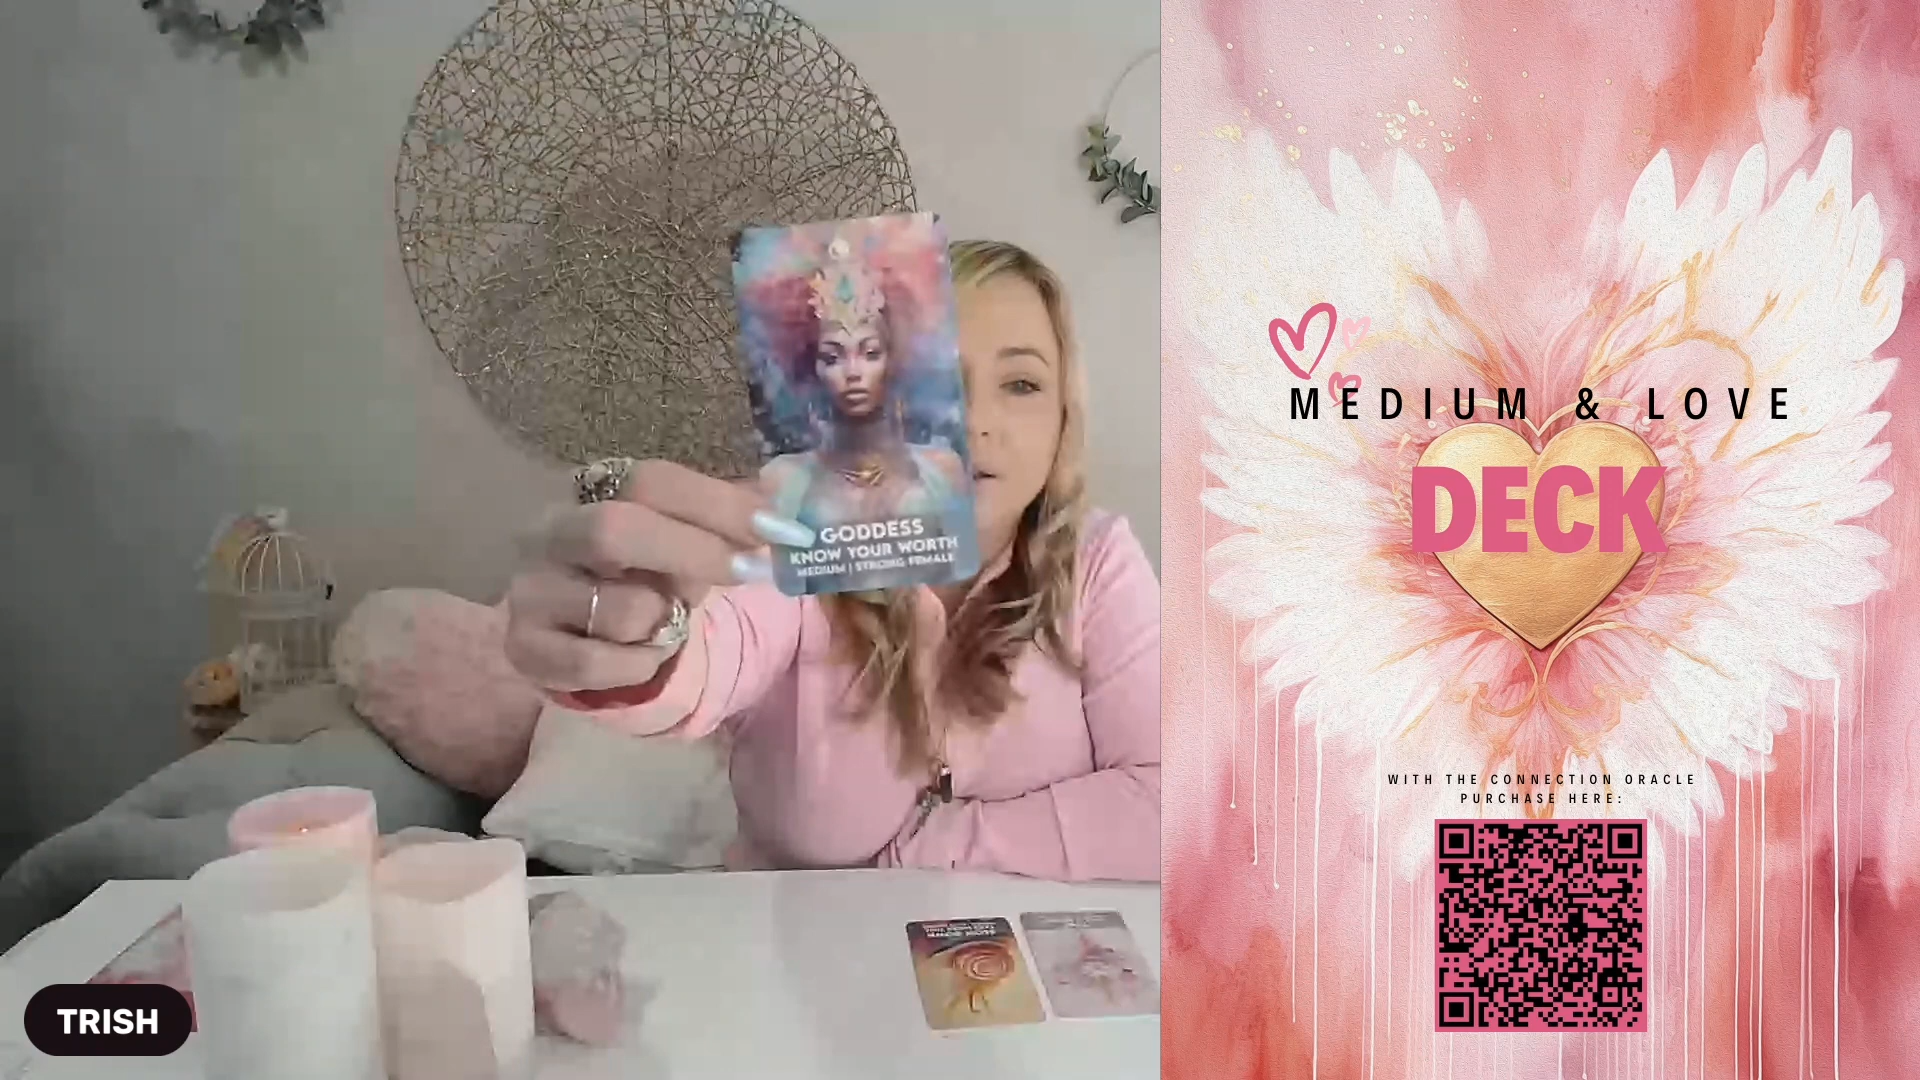 GODDESS
KNOW YOUR WORTH
MEDIUM | STRONG FEMALE
TRISH
MEDIUM & LOVE
DECK
WITH THE CONNECTION ORACLE
PURCHASE HERE: